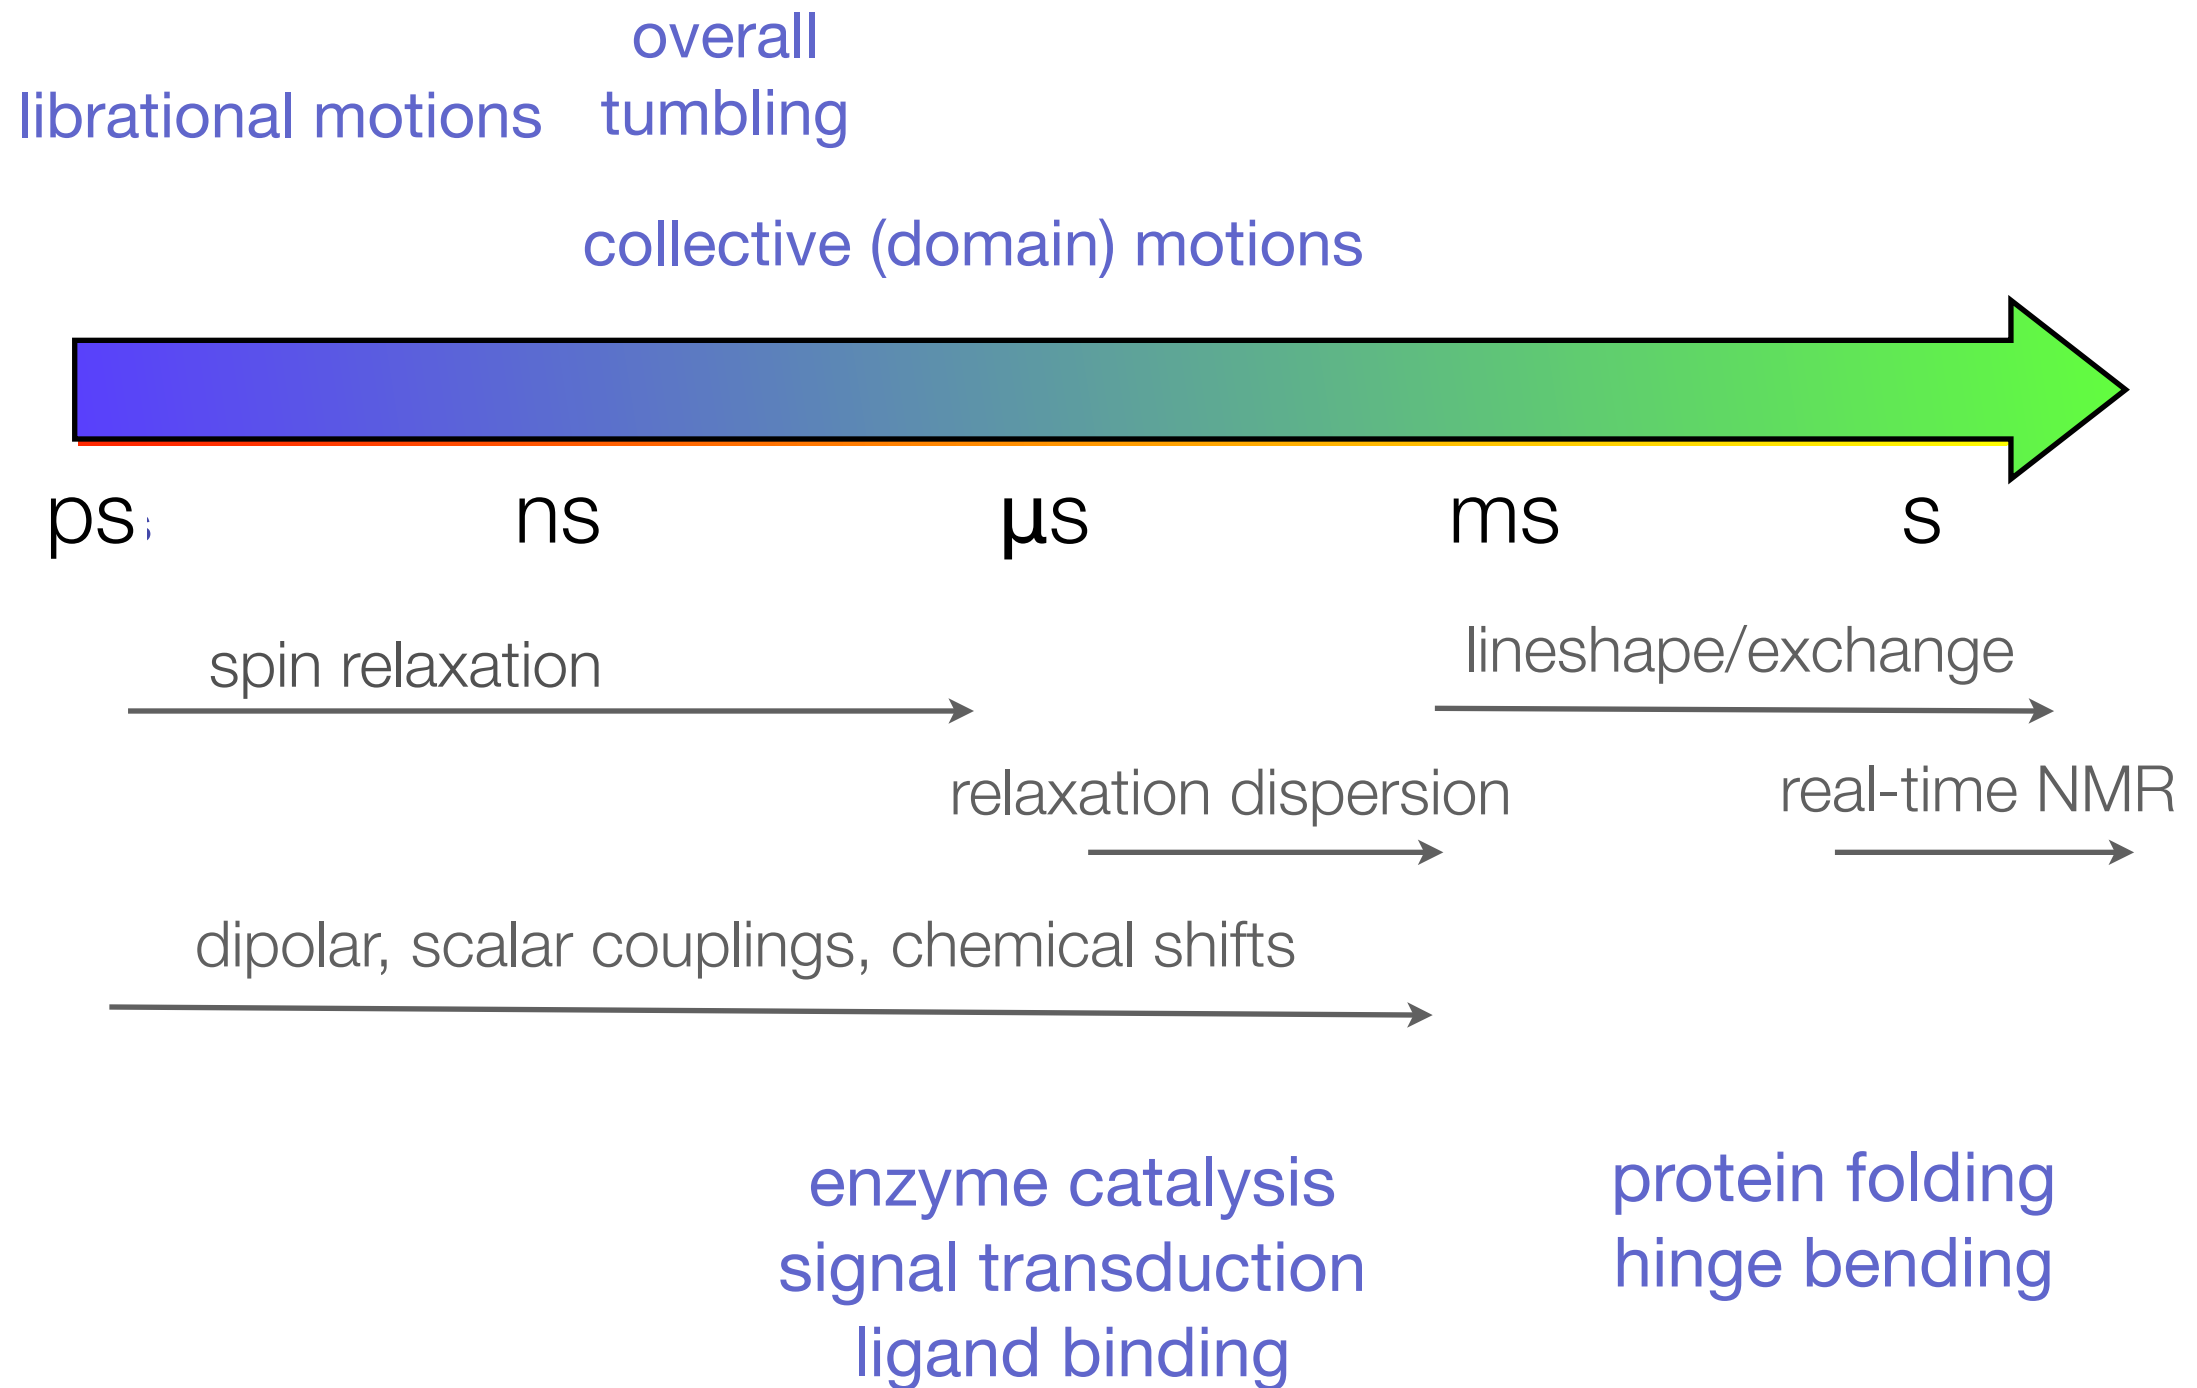 overall
librational motions tumbling
collective (domain) motions
ps ns µs ms s
spin relaxation
lineshape/exchange
relaxation dispersion
real-time NMR
dipolar, scalar couplings, chemical shifts
enzyme catalysis
signal transduction
ligand binding
protein folding
hinge bending